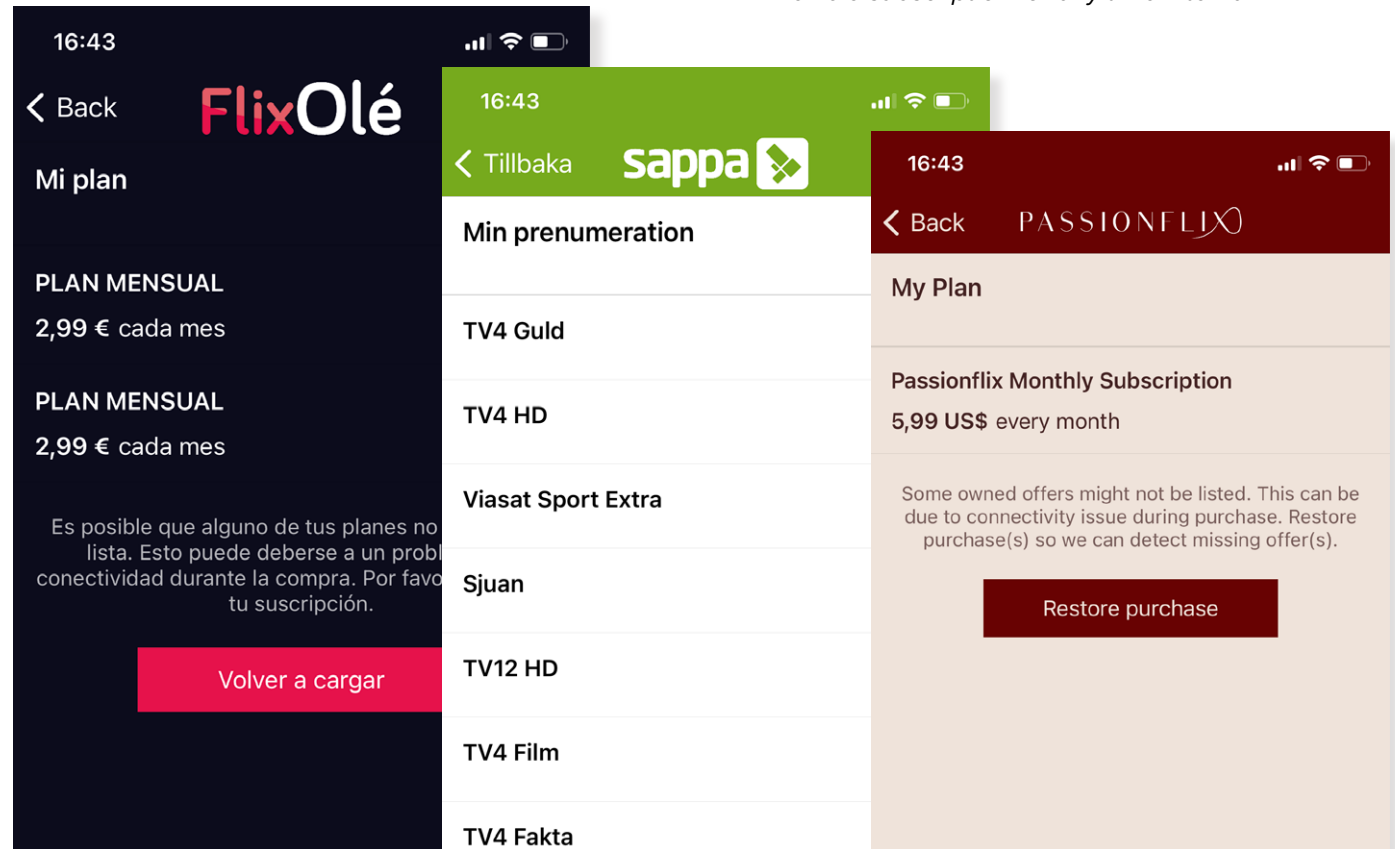 16:43
Back
FlixOlé
Mi plan
PLAN MENSUAL
2,99 € cada mes
PLAN MENSUAL
2,99 € cada mes
Es posible que alguno de tus planes no
lista. Esto puede deberse a un
conectividad durante la compra. Por
tu suscripción.
Volver a cargar
16:43
Tillbaka
sappa
Min prenumeration
TV4 Guld
TV4 HD
Viasat Sport Extra
Sjuan
TV12 HD
TV4 Film
TV4 Fakta
16:43
Back
PASSIONFLIX
My Plan
Passionflix Monthly Subscription
5,99 US$ every month
Some owned offers might not be listed. This can be
due to connectivity issue during purchase. Restore
purchase(s) so we can detect missing offer(s).
Restore purchase